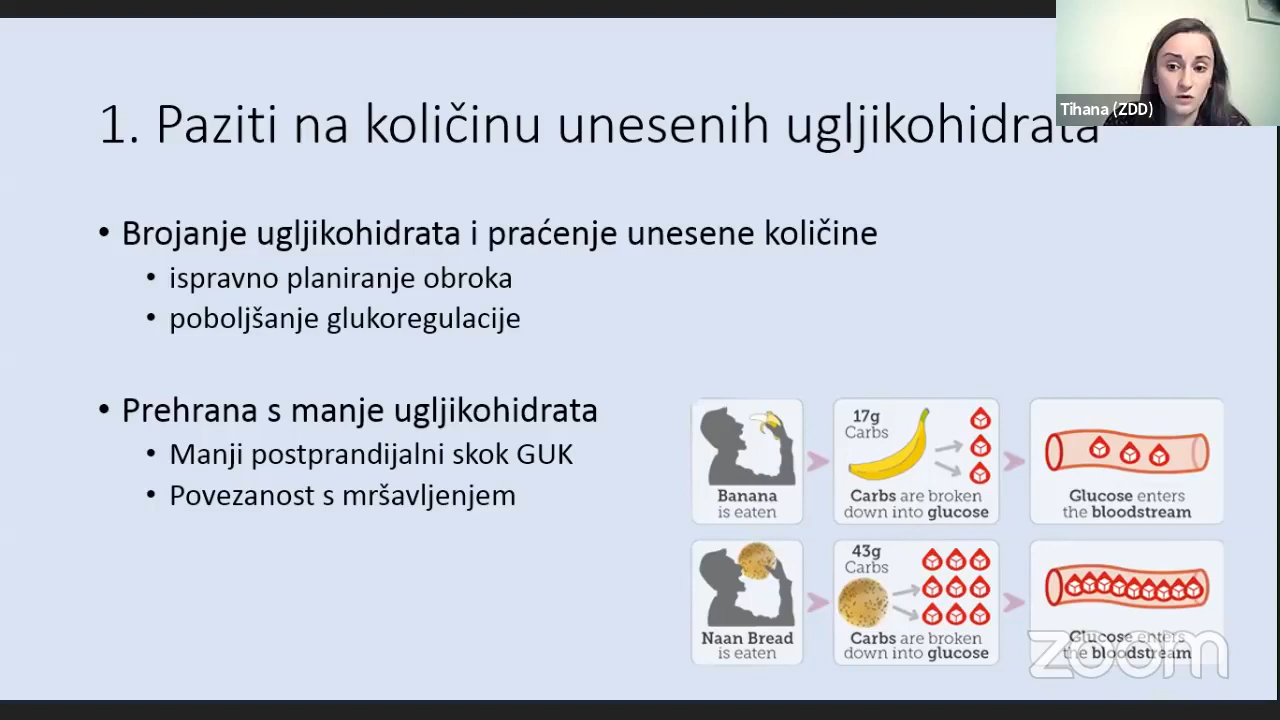 Tihana (ZDD)
1. Paziti na količinu unesenih ugljikohidrata
• Brojanje ugljikohidrata i praćenje unesene količine
• ispravno planiranje obroka
• poboljšanje glukoregulacije
• Prehrana s manje ugljikohidrata
• Manji postprandijalni skok GUK
• Povezanost s mršavljenjem
Banana
is eaten
17g
Carbs
Carbs are broken
down into glucose
Glucose enters
the bloodstream
Naan Bread
is eaten
43g
Carbs
Carbs are broken
down into glucose
Glucose enters
the bloodstream
zoom